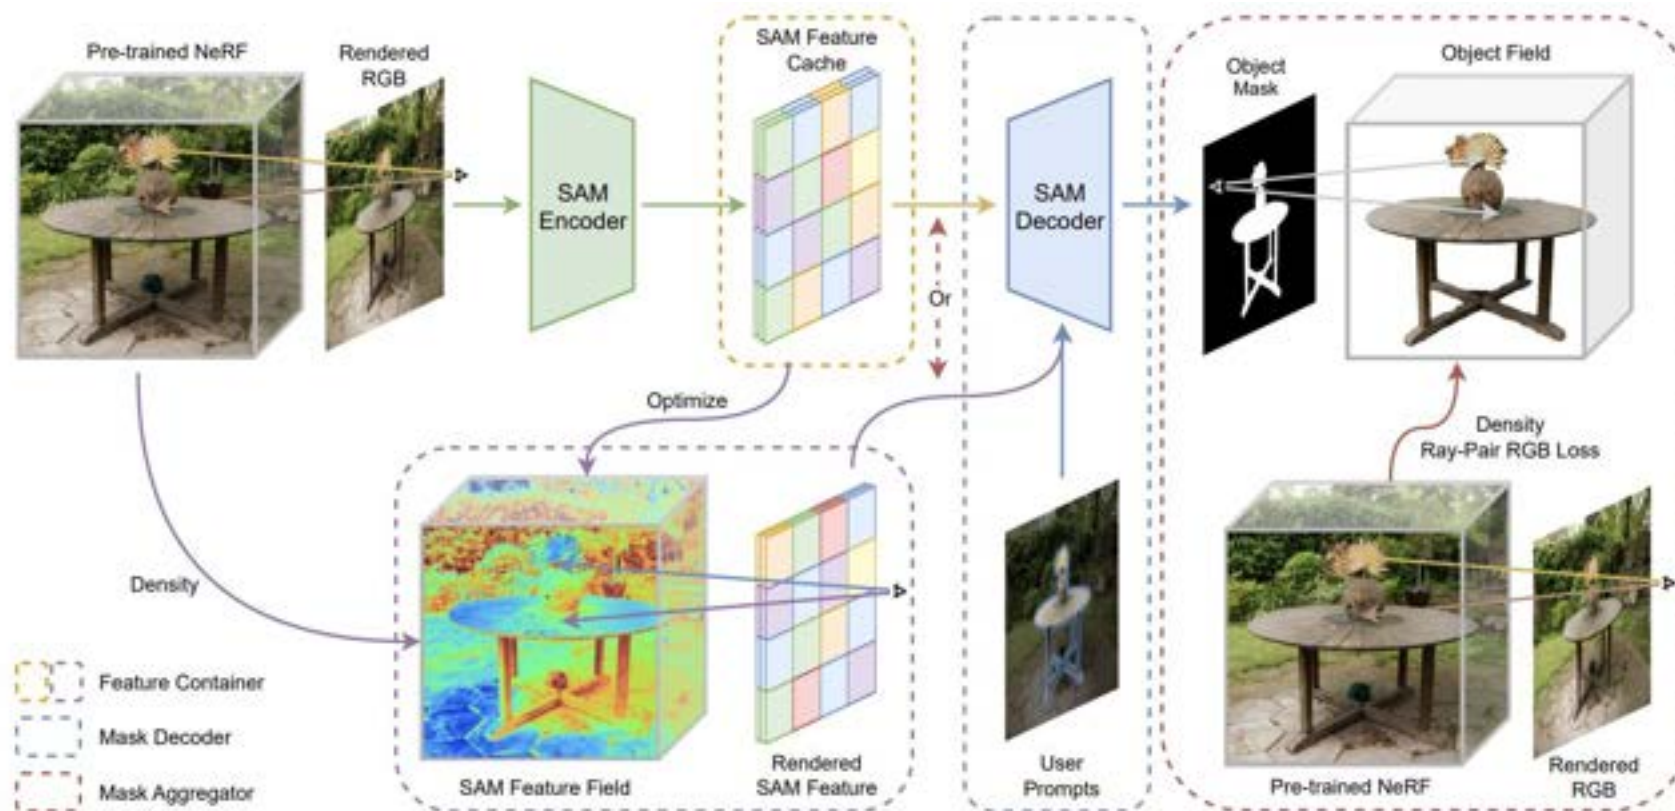 Pre-trained NeRF
Rendered
RGB
SAM
Encoder
SAM Feature
Cache
Or
SAM
Decoder
Object
Mask
Object Field
Optimize
Density
Density
Ray-Pair RGB Loss
SAM Feature Field
Rendered
SAM Feature
User
Prompts
Pre-trained NeRF
Rendered
RGB
Feature Container
Mask Decoder
Mask Aggregator